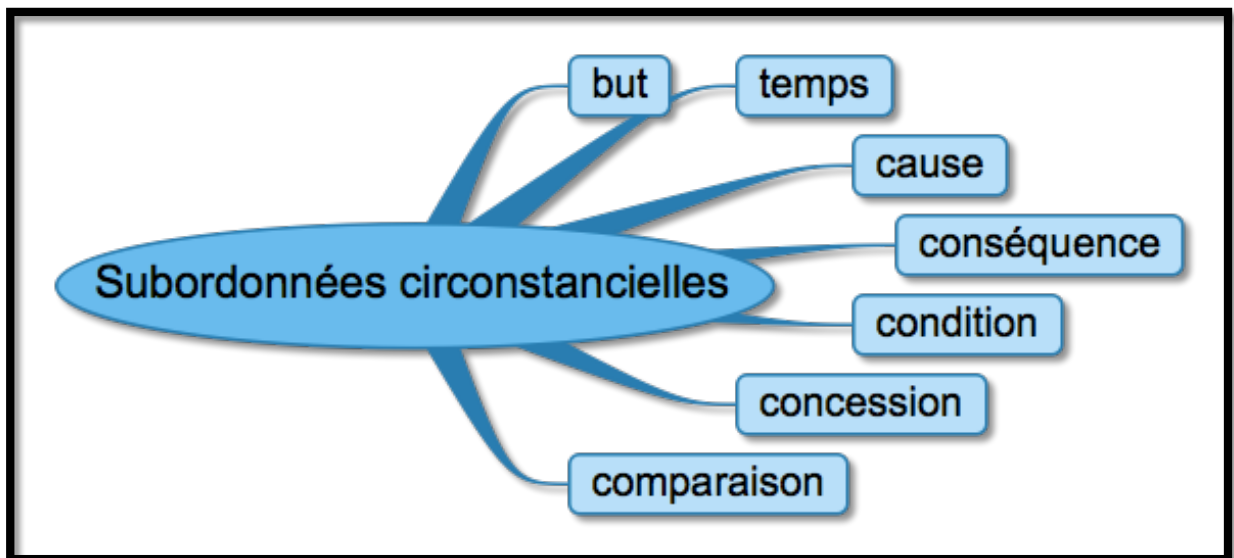 but
temps
cause
conséquence
Subordonnées circonstancielles
condition
concession
comparaison